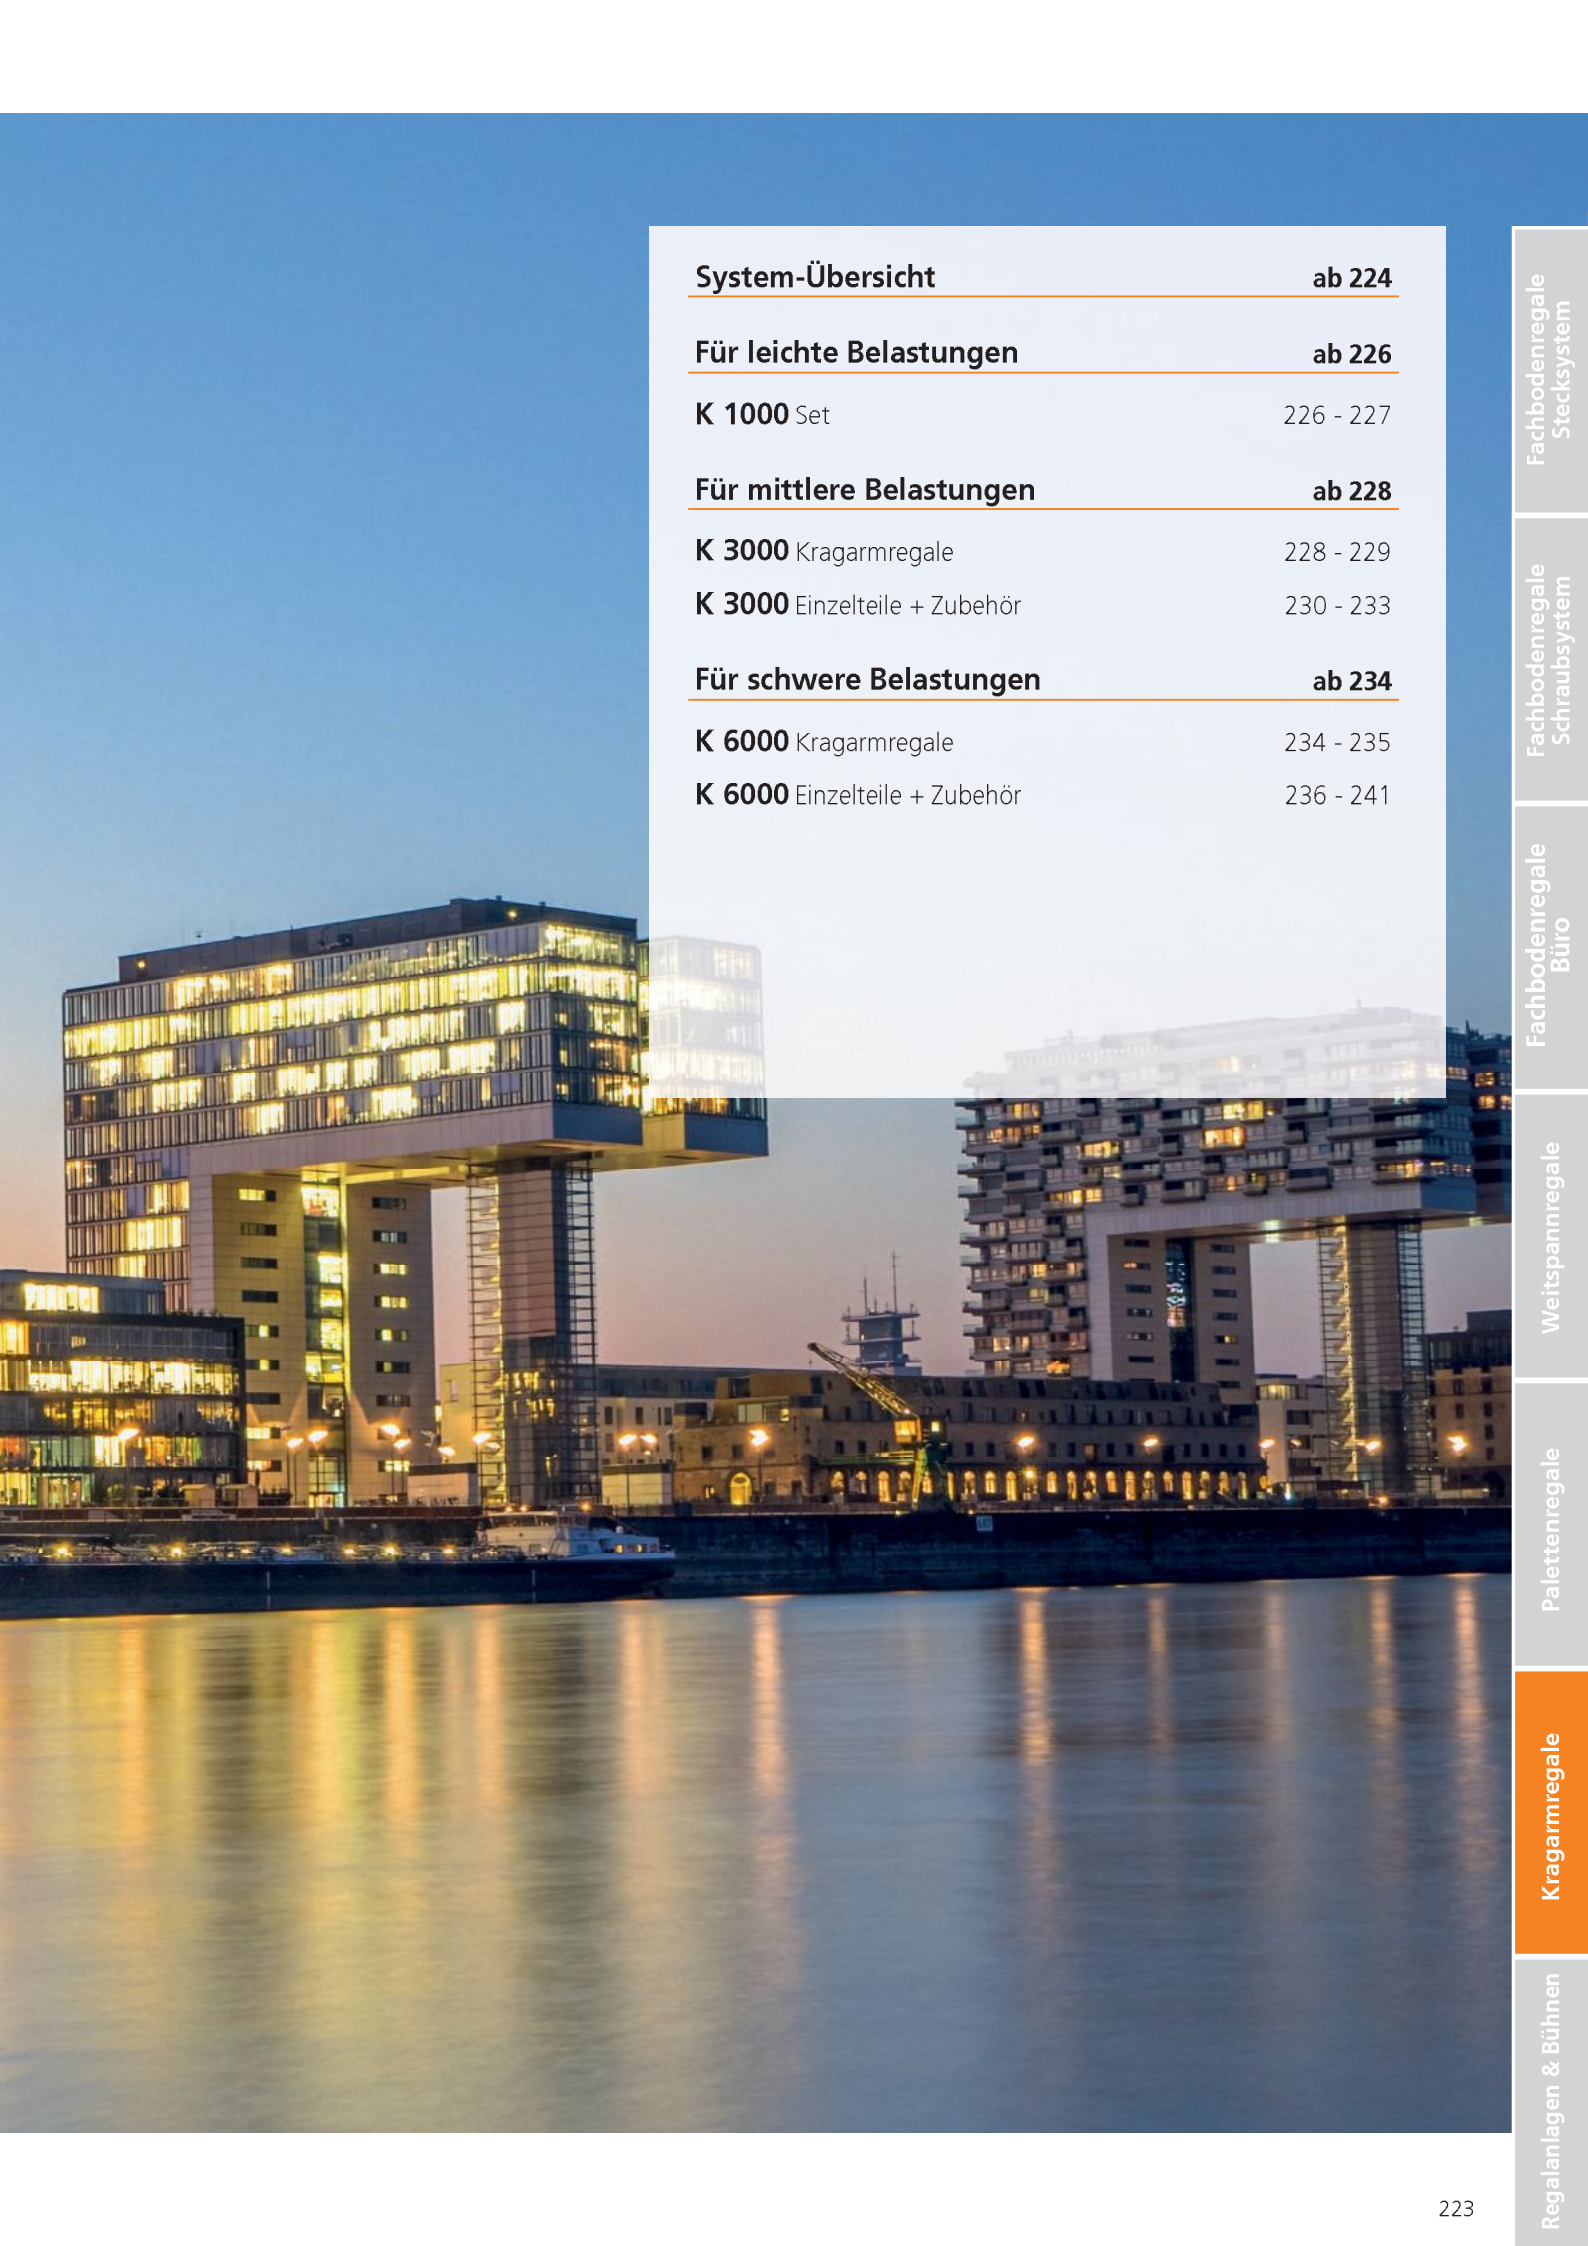 System-Übersicht ab 224
Für leichte Belastungen ab 226
K 1000 Set 226 - 227
Für mittlere Belastungen ab 228
K 3000 Kragarmregale 228 - 229
K 3000 Einzelteile + Zubehör 230 - 233
Für schwere Belastungen ab 234
K 6000 Kragarmregale 234 - 235
K 6000 Einzelteile + Zubehör 236 - 241
Fachbodenregale
Stecksystem
Fachbodenregale
Schraubsystem
Fachbodenregale
Büro
Weitspannregale
Palettenregale
Kragarmregale
Regalanlagen & Bühnen
223